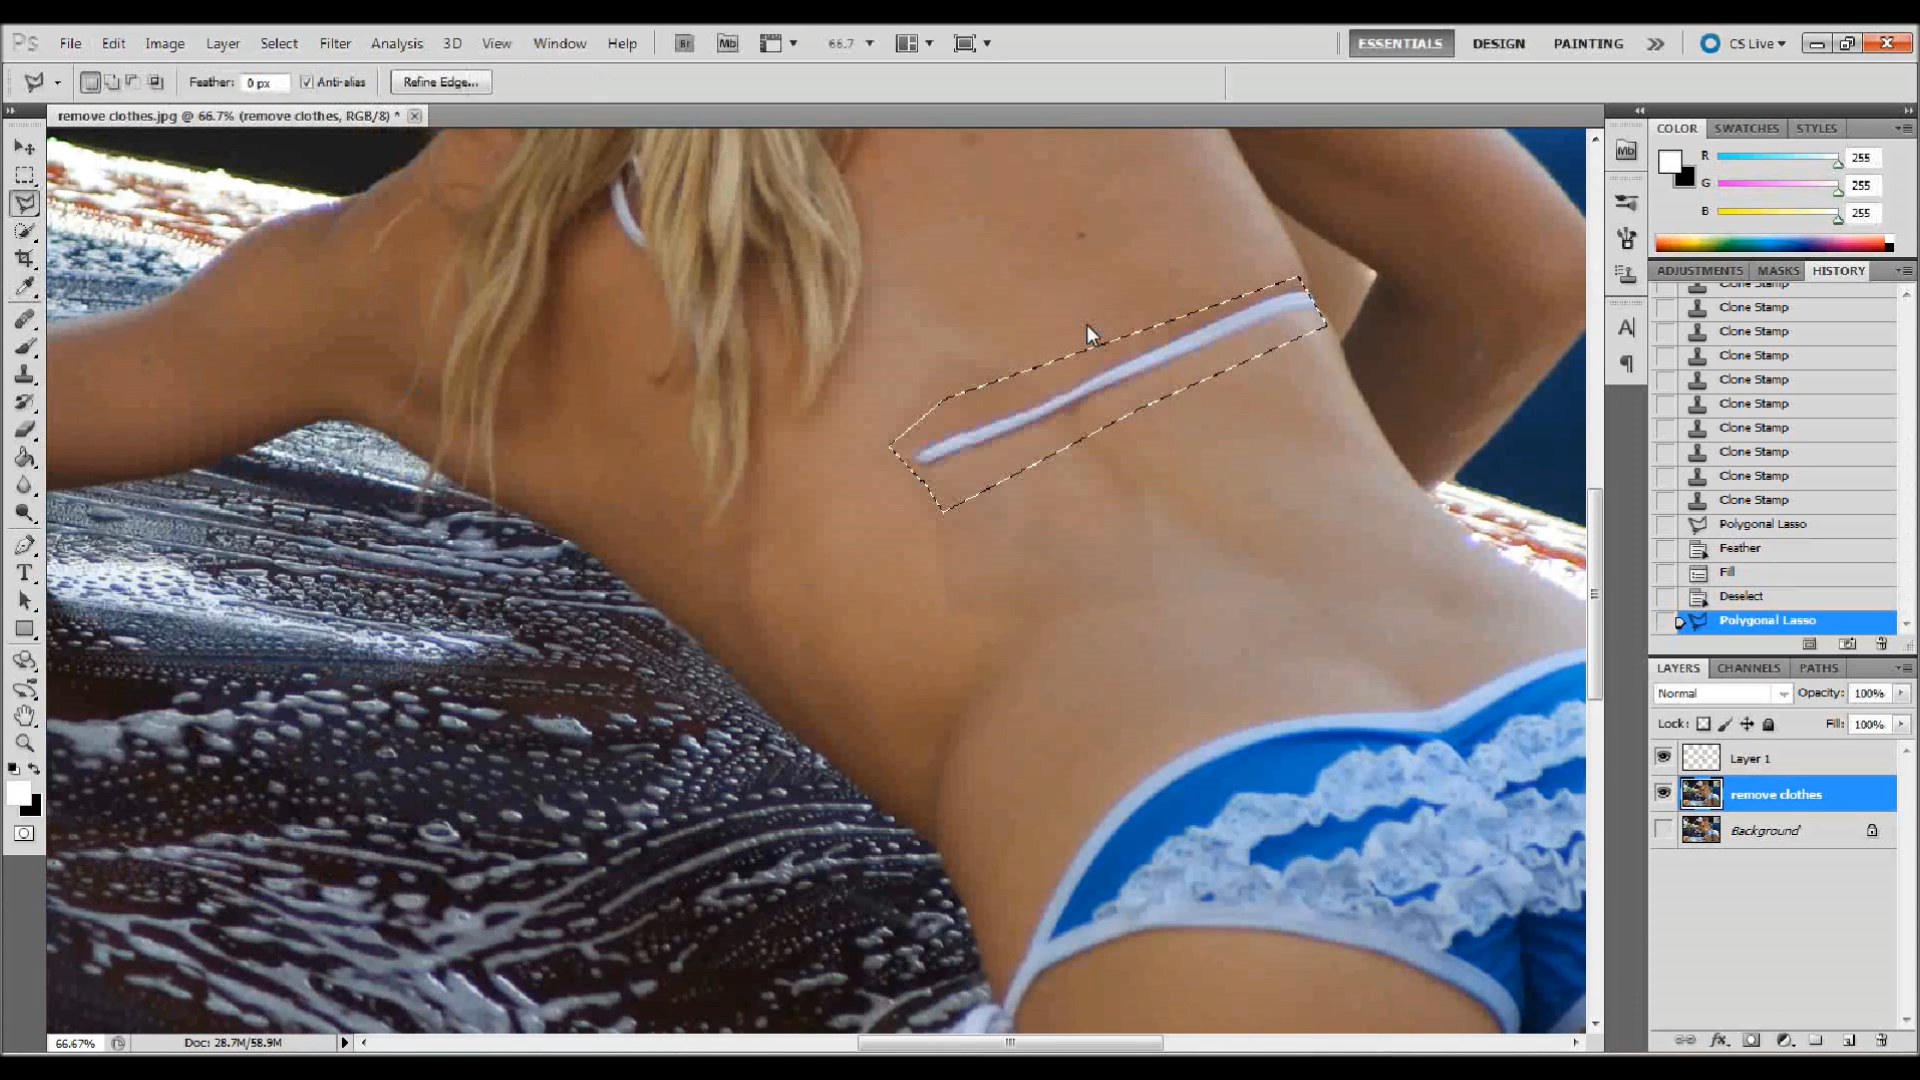 Ps File Edit Image Layer Select Filter Analysis 3D View Window Help Br Mb 66.7 ESSENTIALS DESIGN PAINTING CS Live
Feather: 0 px Anti-alias Refine Edge...
remove clothes.jpg @ 66.7% (remove clothes, RGB/8) *
COLOR SWATCHES STYLES
Mb
R 255
G 255
B 255
ADJUSTMENTS MASKS HISTORY
Clone Stamp
Clone Stamp
Clone Stamp
Clone Stamp
Clone Stamp
Clone Stamp
Clone Stamp
Clone Stamp
Clone Stamp
Clone Stamp
Polygonal Lasso
Feather
Fill
Deselect
Polygonal Lasso
LAYERS CHANNELS PATHS
Normal Opacity: 100%
Lock: Fill: 100%
Layer 1
remove clothes
Background
66.67% Doc: 28.7M/58.9M
fx